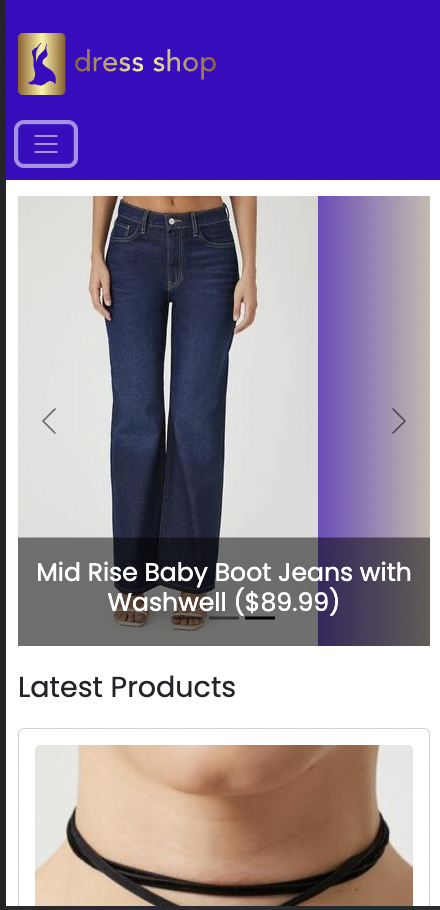 dress shop
Mid Rise Baby Boot Jeans with
Washwell ($89.99)
Latest Products